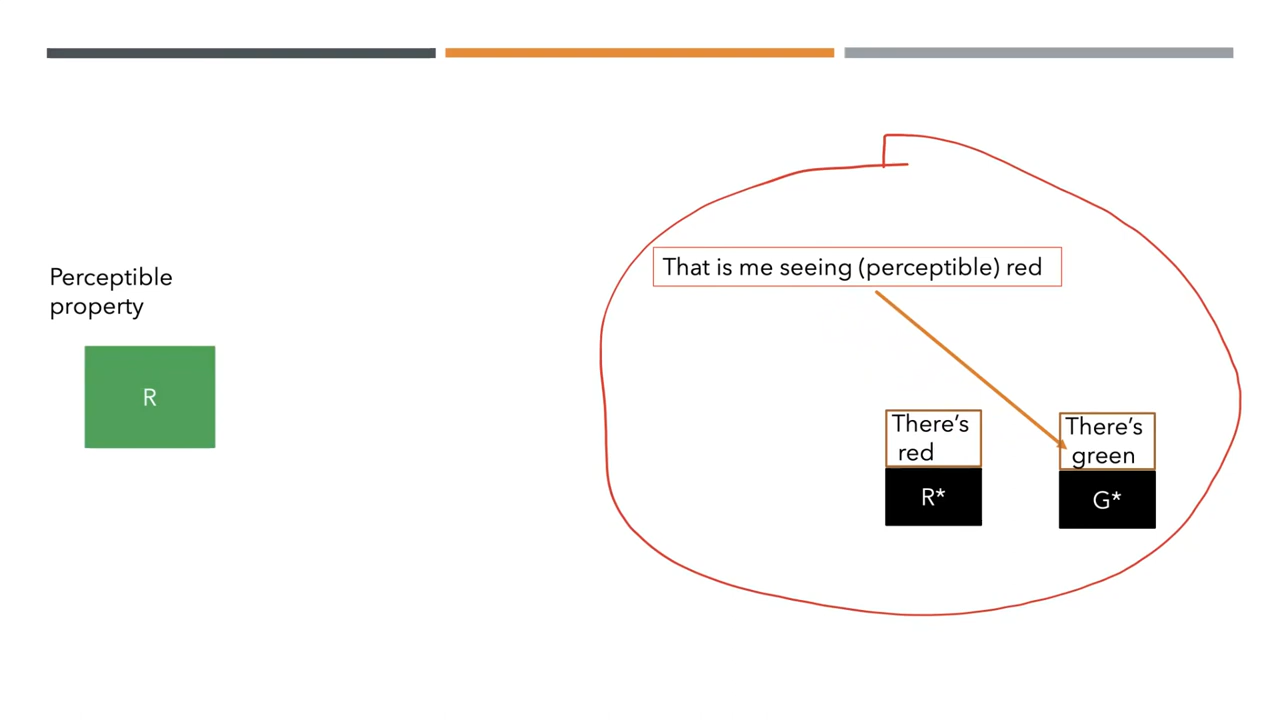 Perceptible
property
R
That is me seeing (perceptible) red
There's
red
R*
There's
green
G*